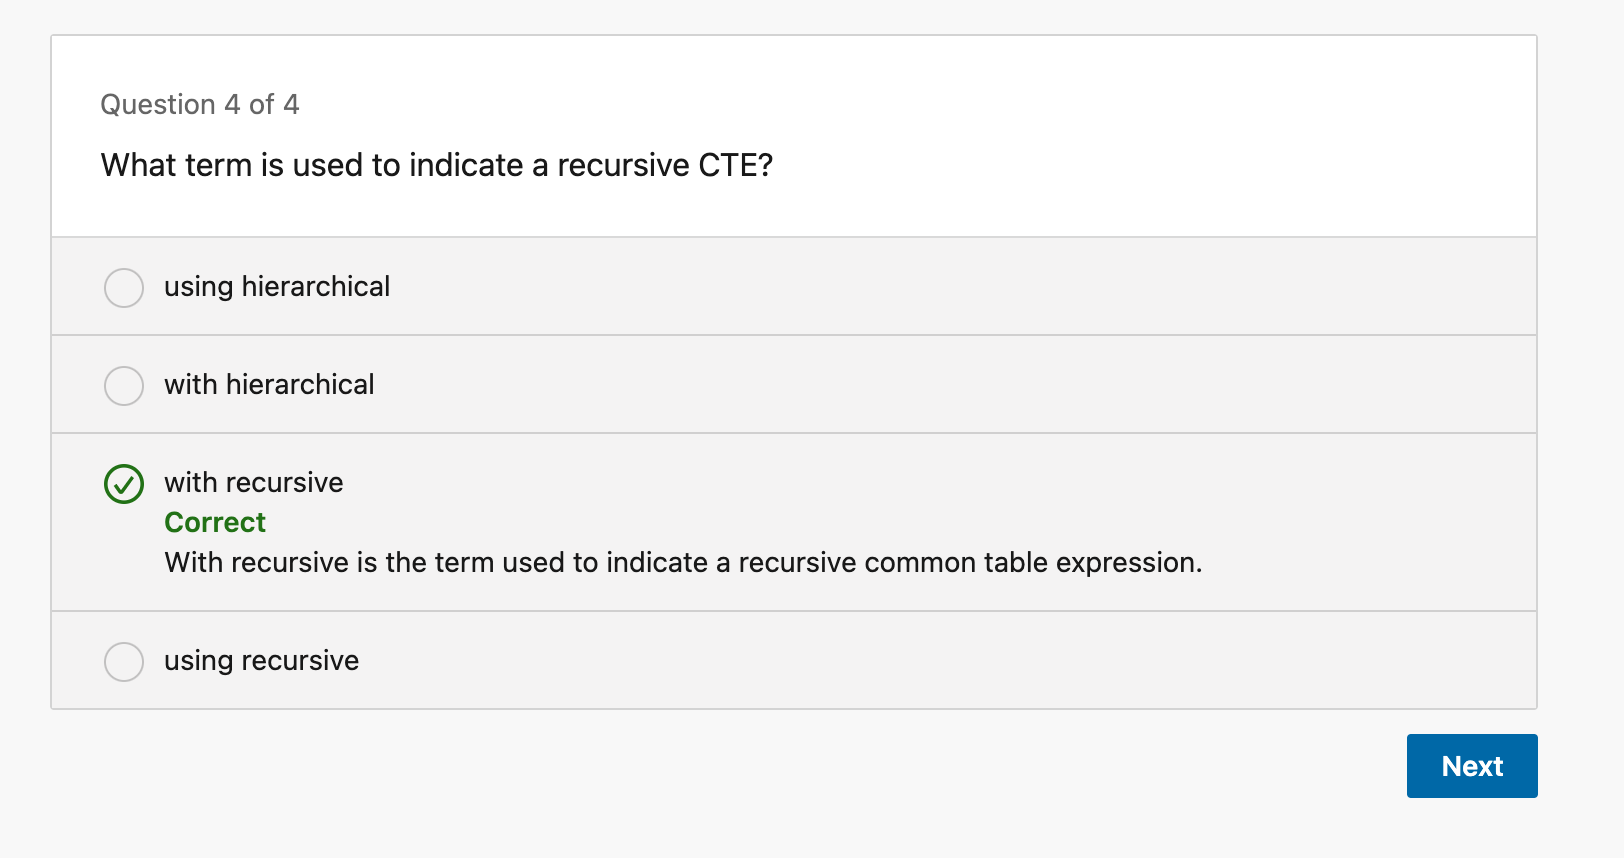 Question 4 of 4
What term is used to indicate a recursive CTE?
using hierarchical
with hierarchical
with recursive
Correct
With recursive is the term used to indicate a recursive common table expression.
using recursive
Next